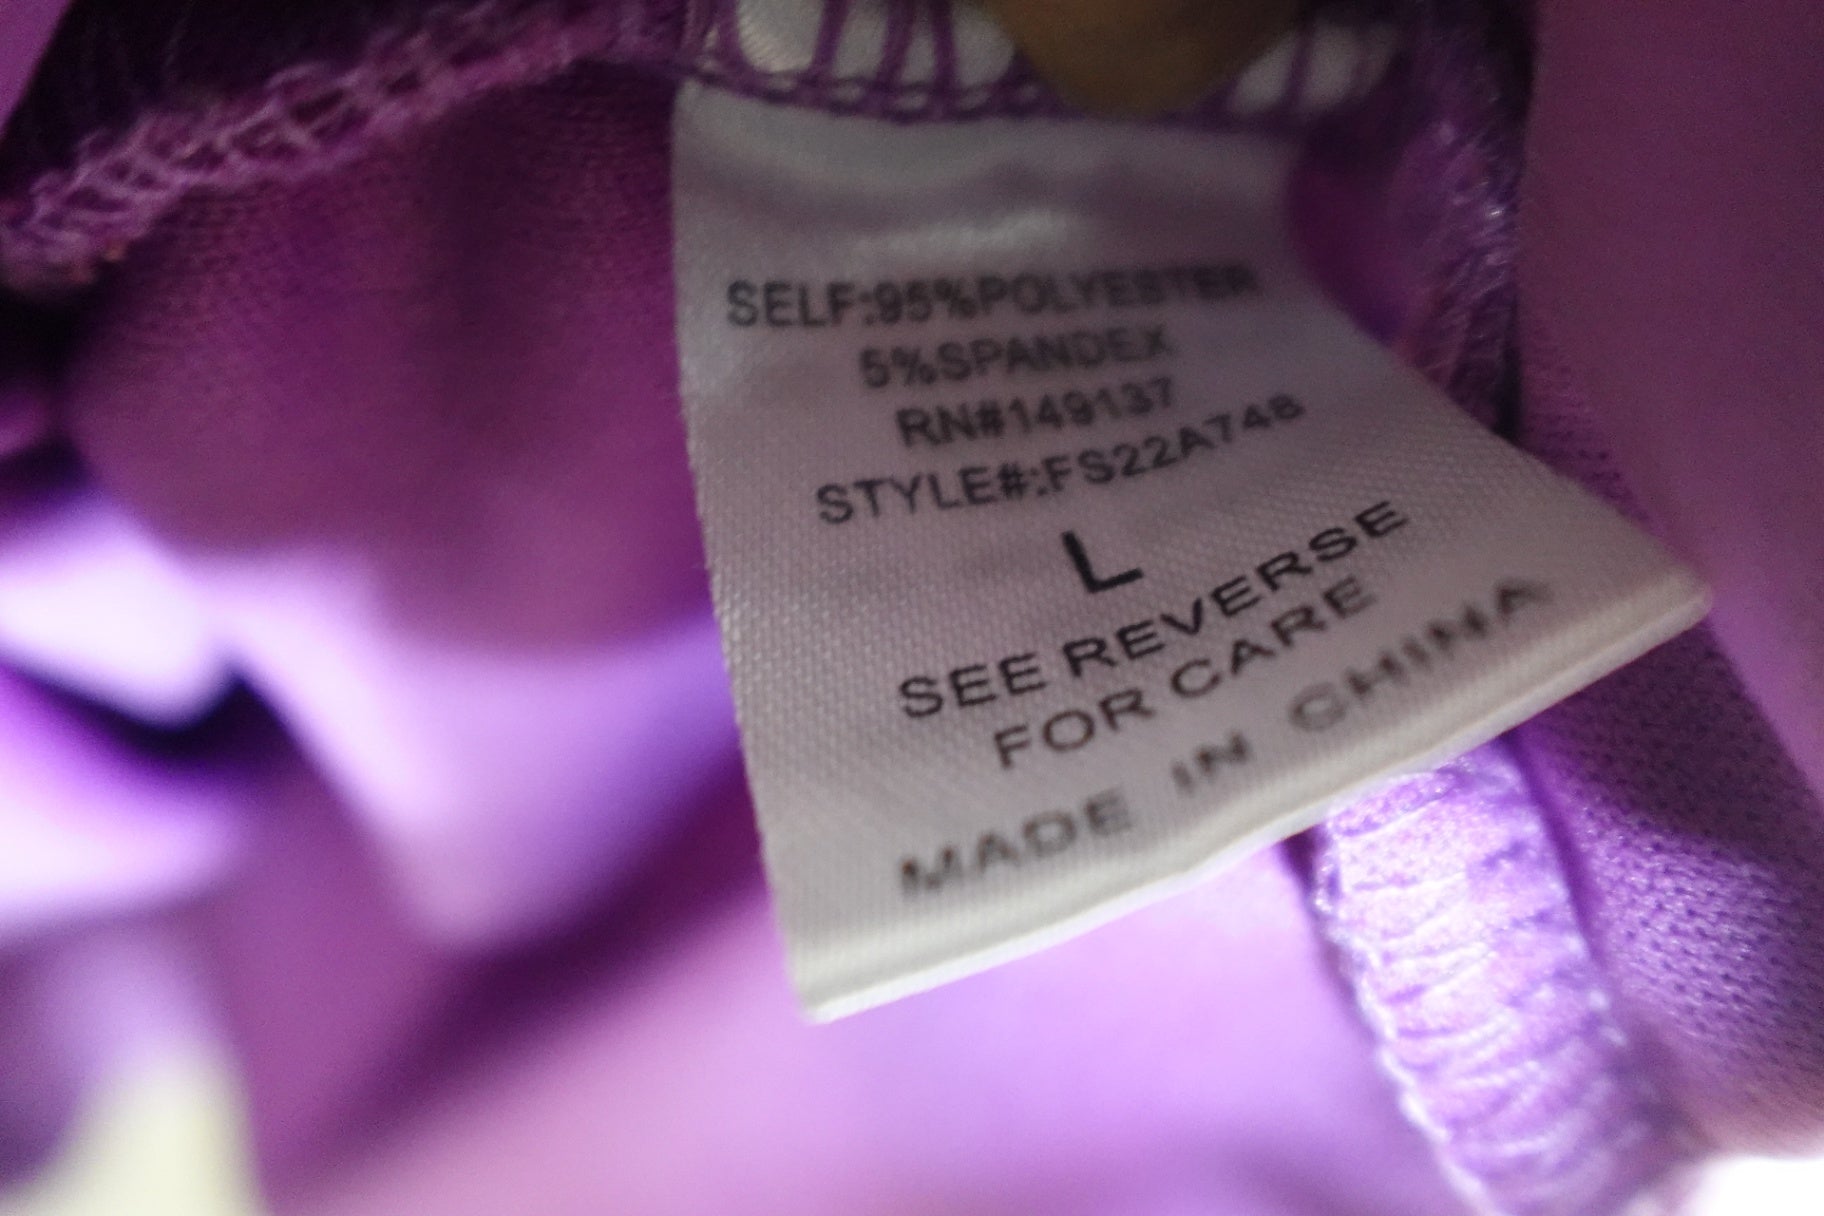 SELF:95%POLYESTER
5%SPANDEX
RN#149137
STYLE#:FS22A748
L
SEE REVERSE
FOR CARE
MADE IN CHINA